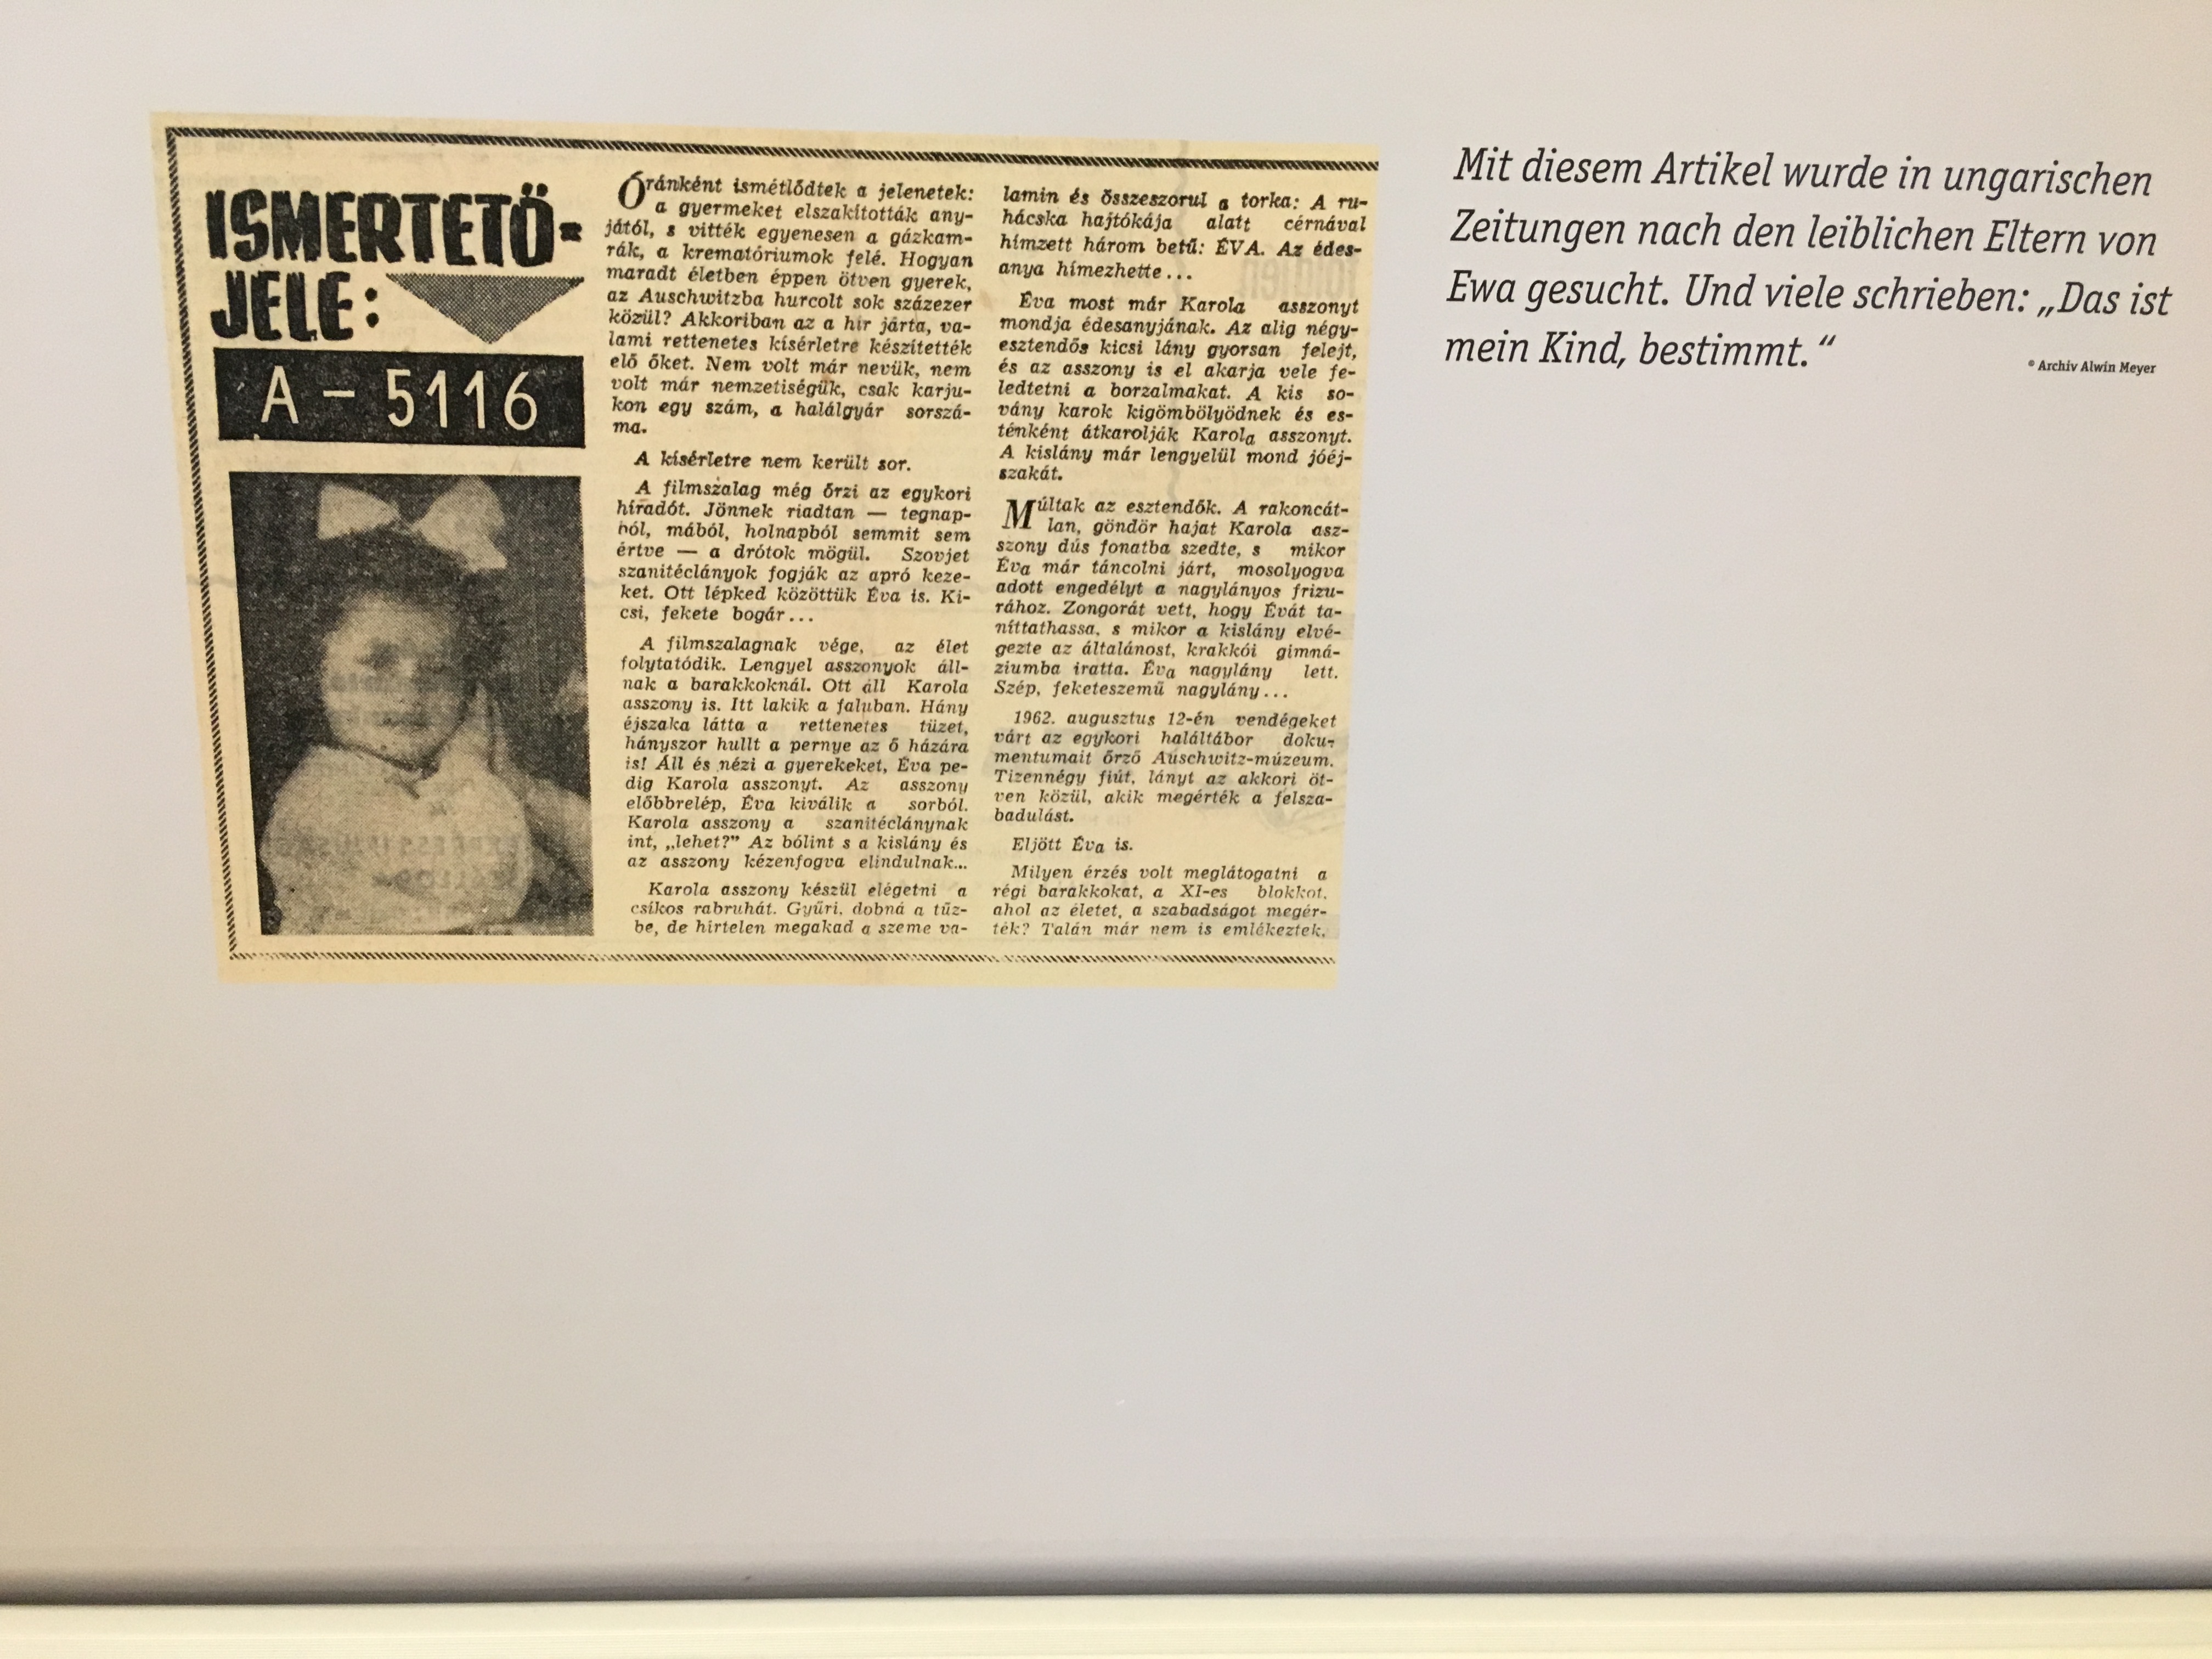 ISMERTETŐ-
JELE:
A - 5116
Óránként ismétlődtek a jelenetek:
a gyermeket elszakították any-
jától, s vitték egyenesen a gázkam-
rák, a krematóriumok felé. Hogyan
maradt életben éppen ötven gyerek,
az Auschwitzba hurcolt sok százezer
közül? Akkoriban az a hír járta, va-
lami rettenetes kísérletre készítették
elő őket. Nem volt már nevük, nem
volt már nemzetiségük, csak karju-
kon egy szám, a halálgyár sorszá-
ma.
A kísérletre nem került sor.
A filmszalag még őrzi az egykori
híradót. Jönnek riadtan — tegnap-
ból, mából, holnapból semmit sem
értve — a drótok mögül. Szovjet
szanitéclányok fogják az apró keze-
ket. Ott lépked közöttük Éva is. Ki-
csi, fekete bogár...
A filmszalagnak vége, az élet
folytatódik. Lengyel asszonyok áll-
nak a barakkoknál. Ott áll Karola
asszony is. Itt lakik a faluban. Hány
éjszaka látta a rettenetes tüzet,
hányszor hullt a pernye az ő házára
is! Áll és nézi a gyerekeket, Éva pe-
dig Karola asszonyt. Az asszony
előbbrelép, Éva kiválik a sorból.
Karola asszony a szanitéclánynak
int, „lehet?” Az bólint s a kislány és
az asszony kézenfogva elindulnak...
Karola asszony készül elégetni a
csíkos rabruhát. Gyűri, dobná a tűz-
be, de hirtelen megakad a szeme va-
lamin és összeszorul a torka: A ru-
hácska hajtókája alatt cérnával
hímzett három betű: ÉVA. Az édes-
anya hímezhette...
Éva most már Karola asszonyt
mondja édesanyjának. Az alig négy-
esztendős kicsi lány gyorsan felejt,
és az asszony is el akarja vele fe-
ledtetni a borzalmakat. A kis so-
vány karok kigömbölyödnek és es-
ténként átkarolják Karola asszonyt.
A kislány már lengyelül mond jóéj-
szakát.
Múltak az esztendők. A rakoncát-
lan, göndör hajat Karola asz-
szony dús fonatba szedte, s mikor
Éva már táncolni járt, mosolyogva
adott engedélyt a nagylányos frizu-
rához. Zongorát vett, hogy Évát ta-
níttathassa, s mikor a kislány elvé-
gezte az általánost, krakkói gimná-
ziumba íratta. Éva nagylány lett.
Szép, feketeszemű nagylány...
1962. augusztus 12-én vendégeket
várt az egykori haláltábor doku-
mentumait őrző Auschwitz-múzeum.
Tizennégy fiút, lányt az akkori öt-
ven közül, akik megérték a felsza-
badulást.
Eljött Éva is.
Milyen érzés volt meglátogatni a
régi barakkokat, a XI-es blokkot,
ahol az életet, a szabadságot megér-
ték? Talán már nem is emlékeztek,
Mit diesem Artikel wurde in ungarischen
Zeitungen nach den leiblichen Eltern von
Ewa gesucht. Und viele schrieben: „Das ist
mein Kind, bestimmt.“
© Archiv Alwin Meyer